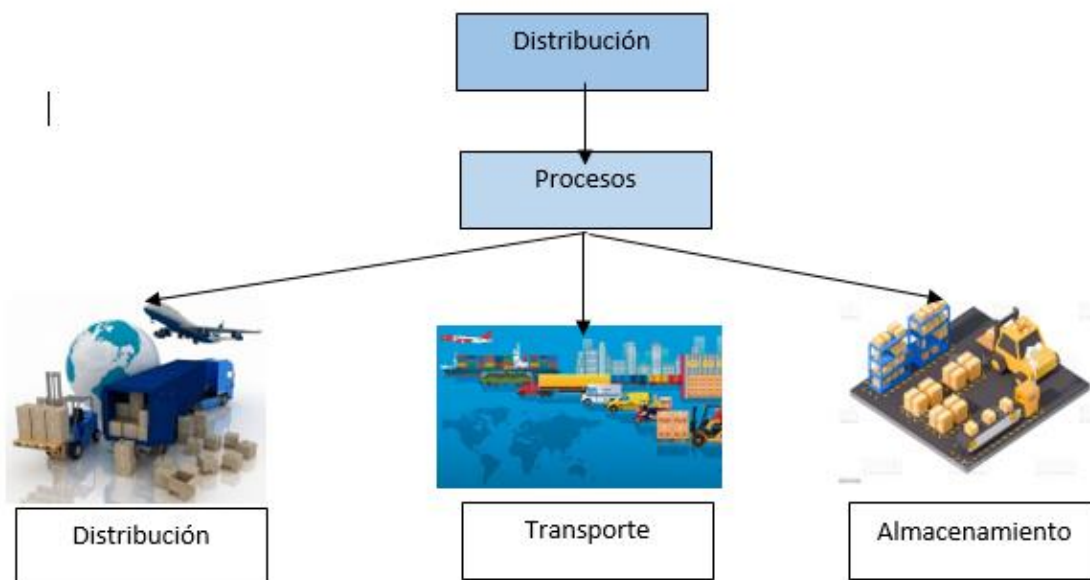 Distribución
Procesos
Distribución
Transporte
Almacenamiento